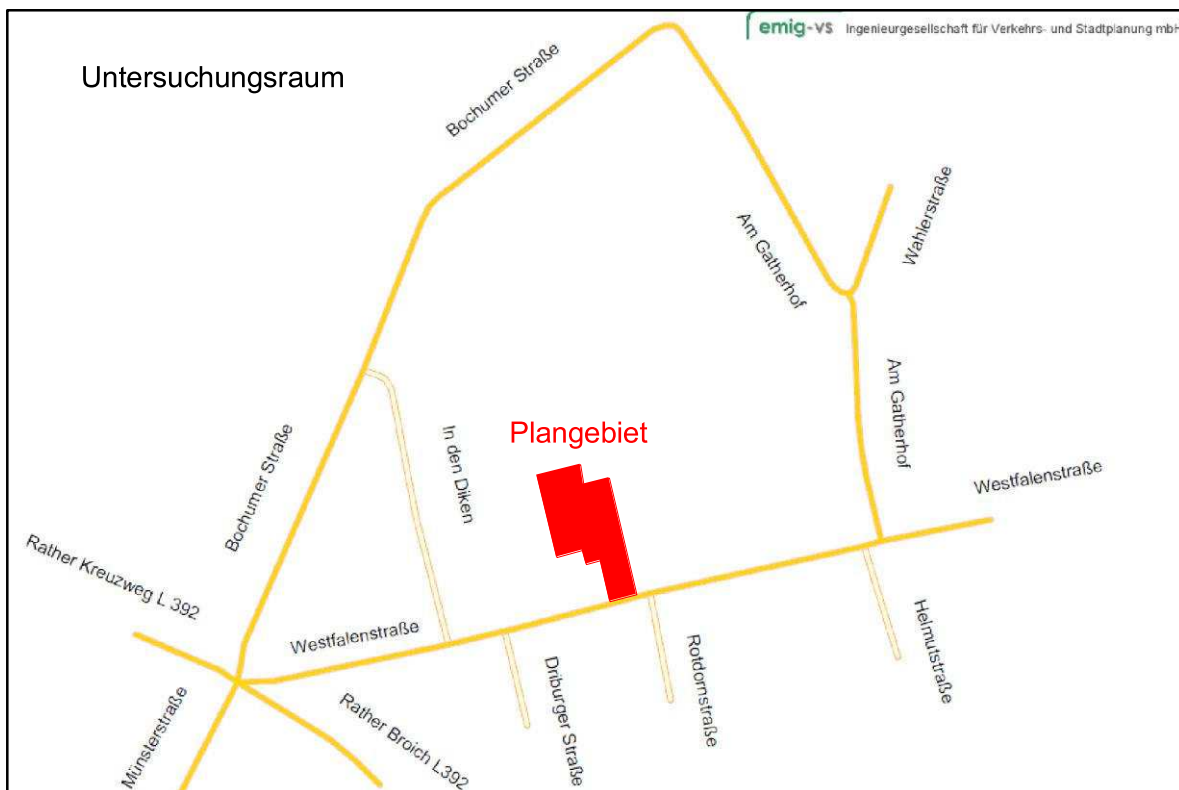 emig-vs Ingenieurgesellschaft für Verkehrs- und Stadtplanung mbH
Untersuchungsraum
Bochumer Straße
Am Gatherhof
Wahlerstraße
Am Gatherhof
Plangebiet
In den Diken
Bochumer Straße
Westfalenstraße
Rather Kreuzweg L 392
Westfalenstraße
Helmutstraße
Rotdornstraße
Driburger Straße
Rather Broich L392
Münsterstraße